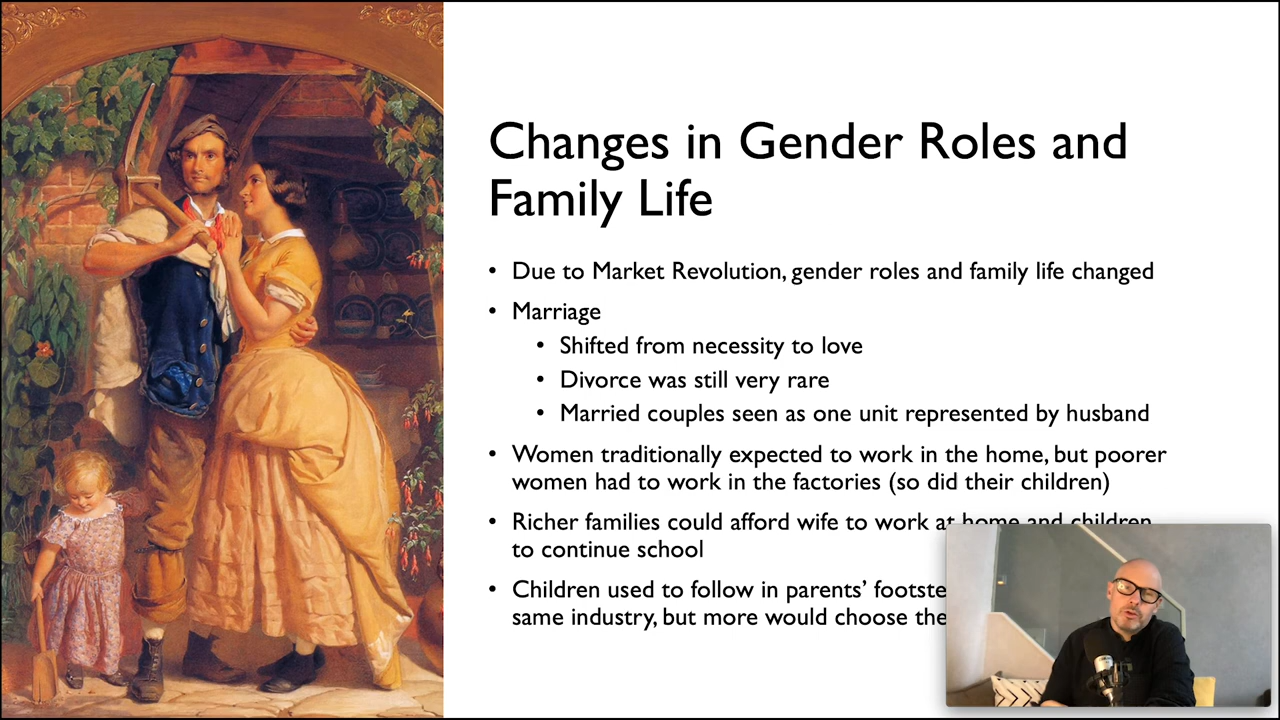 Changes in Gender Roles and
Family Life
• Due to Market Revolution, gender roles and family life changed
• Marriage
• Shifted from necessity to love
• Divorce was still very rare
• Married couples seen as one unit represented by husband
• Women traditionally expected to work in the home, but poorer
women had to work in the factories (so did their children)
• Richer families could afford wife to work at home and children
to continue school
• Children used to follow in parents’
same industry, but more would choose